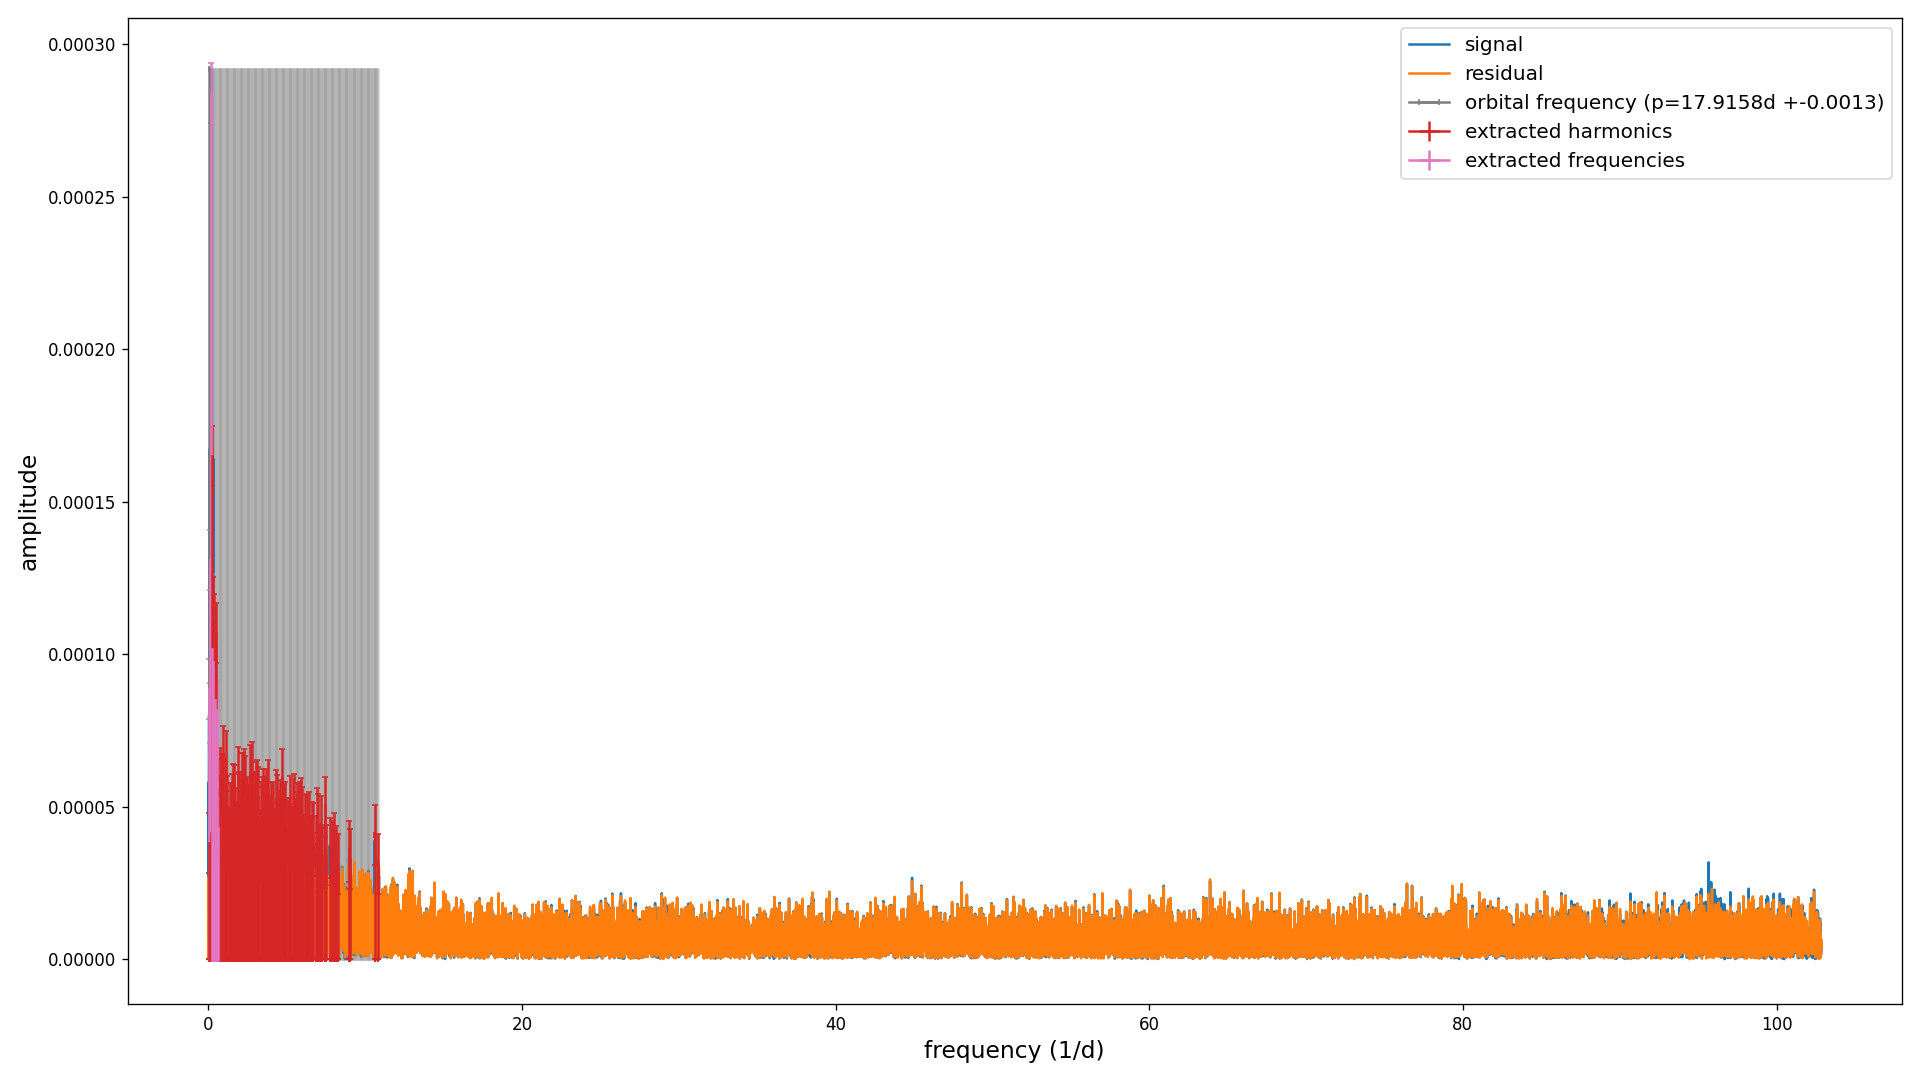 0.00030
0.00025
0.00020
0.00015
0.00010
0.00005
0.00000
amplitude
signal
residual
orbital frequency (p=17.9158d +-0.0013)
extracted harmonics
extracted frequencies
0 20 40 60 80 100
frequency (1/d)